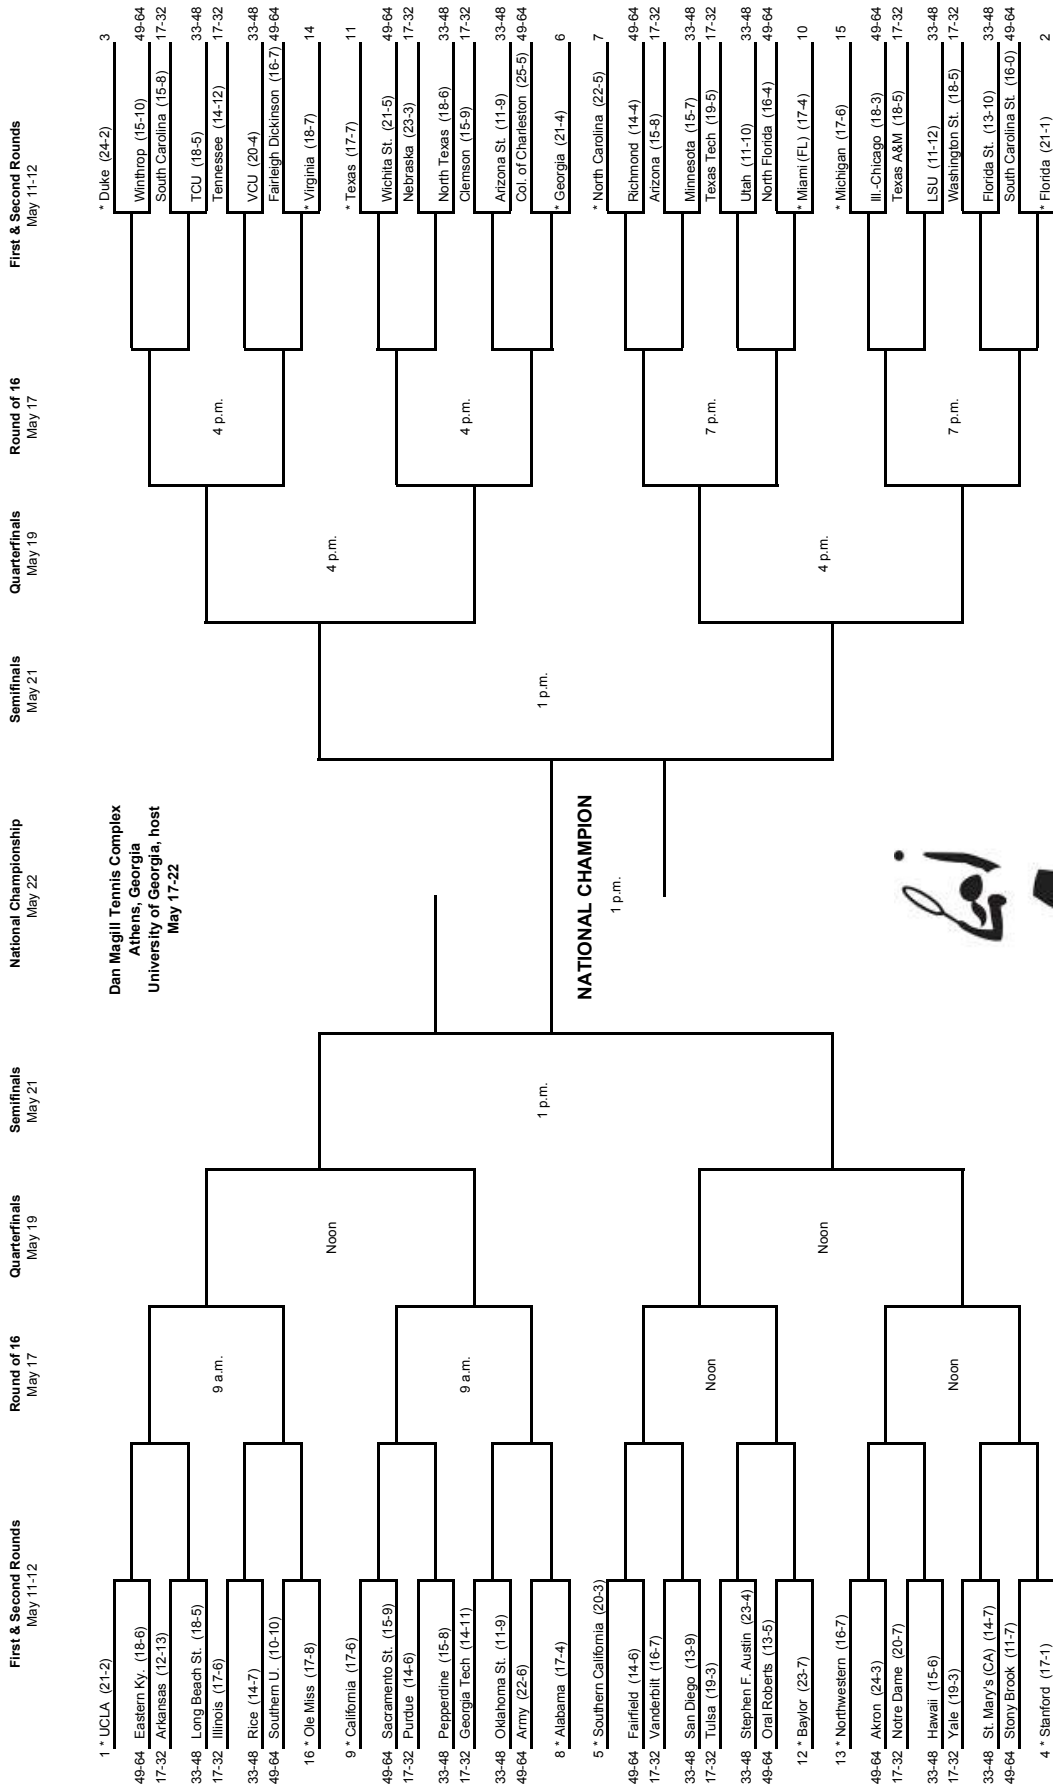 First & Second Rounds
May 11-12
Round of 16
May 17
Quarterfinals
May 19
Semifinals
May 21
National Championship
May 22
Semifinals
May 21
Quarterfinals
May 19
Round of 16
May 17
First & Second Rounds
May 11-12
1 * UCLA (21-2)
49-64 Eastern Ky. (18-6)
17-32 Arkansas (12-13)
33-48 Long Beach St. (18-5)
17-32 Illinois (17-6)
33-48 Rice (14-7)
49-64 Southern U. (10-10)
16 * Ole Miss (17-8)
9 * California (17-6)
49-64 Sacramento St. (15-9)
17-32 Purdue (14-6)
33-48 Pepperdine (15-8)
17-32 Georgia Tech (14-11)
33-48 Oklahoma St. (11-9)
49-64 Army (22-6)
8 * Alabama (17-4)
5 * Southern California (20-3)
49-64 Fairfield (14-6)
17-32 Vanderbilt (16-7)
33-48 San Diego (13-9)
17-32 Tulsa (19-3)
33-48 Stephen F. Austin (23-4)
49-64 Oral Roberts (13-5)
12 * Baylor (23-7)
13 * Northwestern (16-7)
49-64 Akron (24-3)
17-32 Notre Dame (20-7)
33-48 Hawaii (15-6)
17-32 Yale (19-3)
33-48 St. Mary's (CA) (14-7)
49-64 Stony Brook (11-7)
4 * Stanford (17-1)
9 a.m.
9 a.m.
Noon
Noon
Noon
Noon
1 p.m.
Dan Magill Tennis Complex
Athens, Georgia
University of Georgia, host
May 17-22
NATIONAL CHAMPION
1 p.m.
1 p.m.
4 p.m.
4 p.m.
4 p.m.
4 p.m.
7 p.m.
7 p.m.
* Duke (24-2) 3
Winthrop (15-10) 49-64
South Carolina (15-8) 17-32
TCU (18-5) 33-48
Tennessee (14-12) 17-32
VCU (20-4) 33-48
Fairleigh Dickinson (16-7) 49-64
* Virginia (18-7) 14
* Texas (17-7) 11
Wichita St. (21-5) 49-64
Nebraska (23-3) 17-32
North Texas (18-6) 33-48
Clemson (15-9) 17-32
Arizona St. (11-9) 33-48
Col. of Charleston (25-5) 49-64
* Georgia (21-4) 6
* North Carolina (22-5) 7
Richmond (14-4) 49-64
Arizona (15-8) 17-32
Minnesota (15-7) 33-48
Texas Tech (19-5) 17-32
Utah (11-10) 33-48
North Florida (16-4) 49-64
* Miami (FL) (17-4) 10
* Michigan (17-6) 15
Ill.-Chicago (18-3) 49-64
Texas A&M (18-5) 17-32
LSU (11-12) 33-48
Washington St. (18-5) 17-32
Florida St. (13-10) 33-48
South Carolina St. (16-0) 49-64
* Florida (21-1) 2